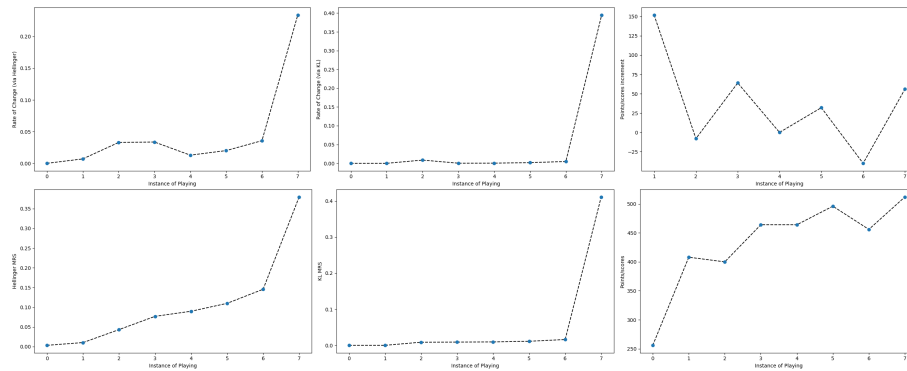 Rate of Change (via Hellinger)
0.20
0.15
0.10
0.05
0.00
0 1 2 3 4 5 6 7
Instance of Playing
Rate of Change (via KL)
0.40
0.35
0.30
0.25
0.20
0.15
0.10
0.05
0.00
0 1 2 3 4 5 6 7
Instance of Playing
Points/scores increment
150
125
100
75
50
25
0
−25
1 2 3 4 5 6 7
Instance of Playing
Hellinger MRS
0.35
0.30
0.25
0.20
0.15
0.10
0.05
0.00
0 1 2 3 4 5 6 7
Instance of Playing
KL MRS
0.4
0.3
0.2
0.1
0.0
0 1 2 3 4 5 6 7
Instance of Playing
Points/scores
500
450
400
350
300
250
0 1 2 3 4 5 6 7
Instance of Playing